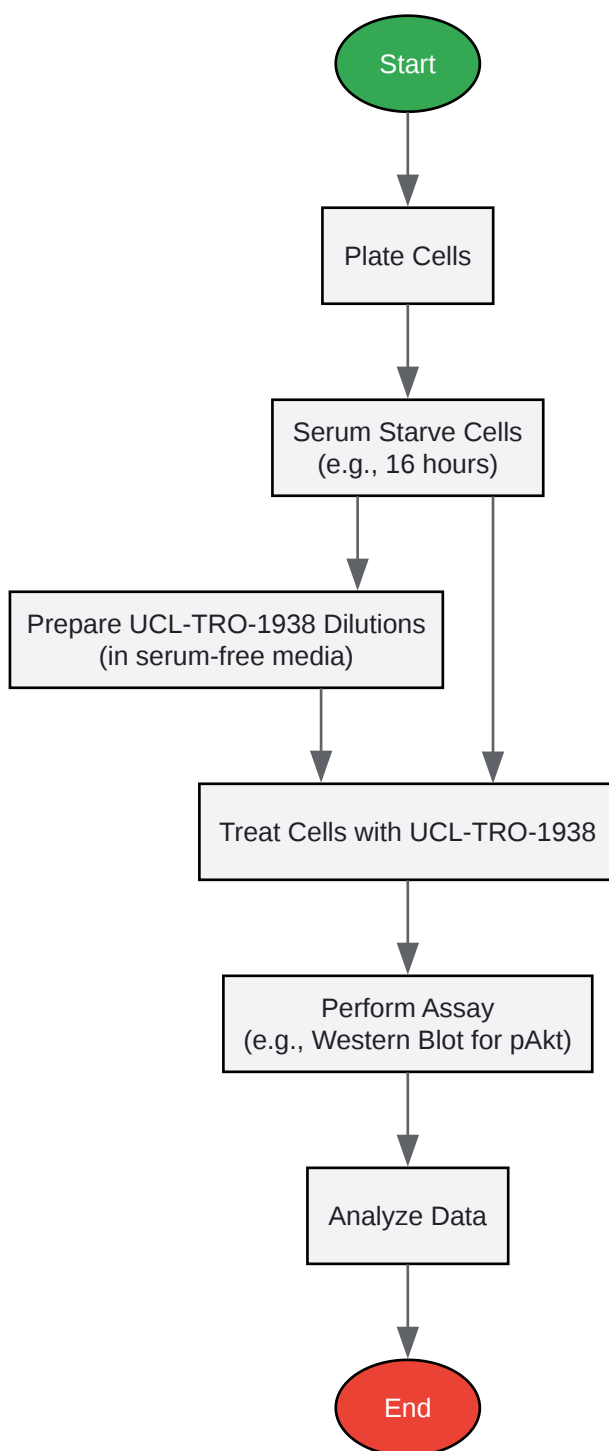 Start
Plate Cells
Serum Starve Cells
(e.g., 16 hours)
Prepare UCL-TRO-1938 Dilutions
(in serum-free media)
Treat Cells with UCL-TRO-1938
Perform Assay
(e.g., Western Blot for pAkt)
Analyze Data
End